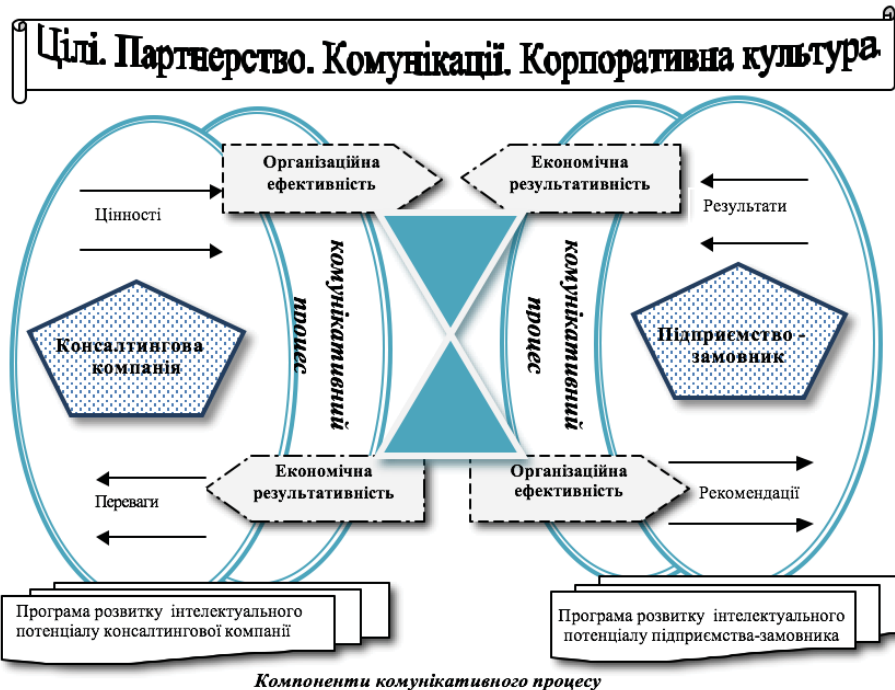 Цілі. Партнерство. Комунікації. Корпоративна культура
Організаційна
ефективність
Економічна
результативність
Цінності
Результати
комунікативний
процес
комунікативний
процес
Консалтингова
компанія
Підприємство -
замовник
Економічна
результативність
Організаційна
ефективність
Переваги
Рекомендації
Програма розвитку інтелектуального
потенціалу консалтингової компанії
Програма розвитку інтелектуального
потенціалу підприємства-замовника
Компоненти комунікативного процесу